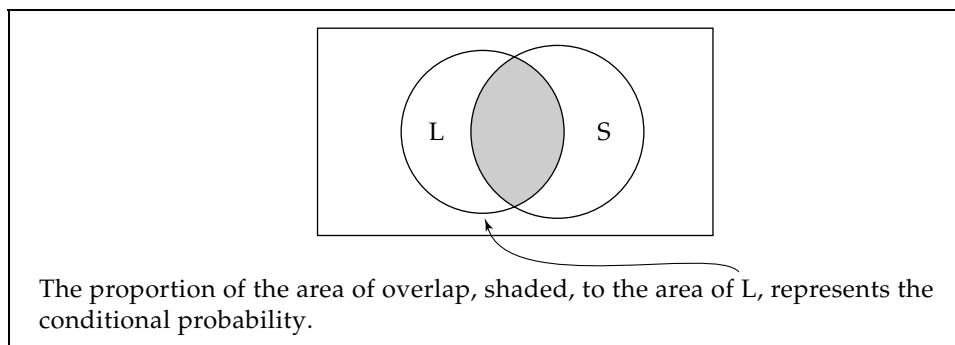 L S
The proportion of the area of overlap, shaded, to the area of L, represents the
conditional probability.